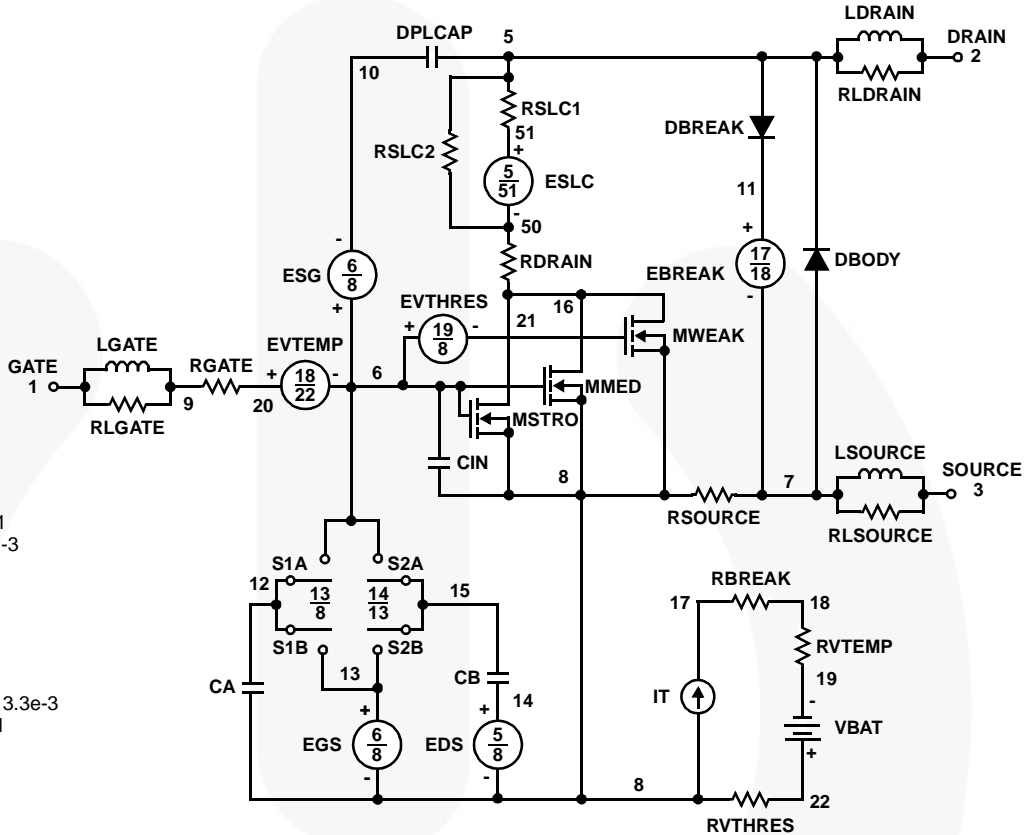 LDRAIN
DPLCAP
5
DRAIN
2
10
RLDRAIN
RSLC1
51
+
DBREAK
RSLC2
5
51
ESLC
11
-
50
-
+
17
18
RDRAIN
EBREAK
DBODY
ESG
6
8
+
EVTHRES
16
-
+
19
8
-
21
MWEAK
LGATE
EVTEMP
GATE
1
RGATE
+
18
22
-
6
MMED
9
20
RLGATE
MSTRO
LSOURCE
CIN
8
7
SOURCE
3
RSOURCE
RLSOURCE
-3
S1A
S2A
12
13
8
14
13
15
RBREAK
17
18
S1B
S2B
RVTEMP
13
CB
19
CA
14
IT
-
3.3e-3
+
+
VBAT
EGS
6
8
EDS
5
8
+
-
-
8
22
RVTHRES